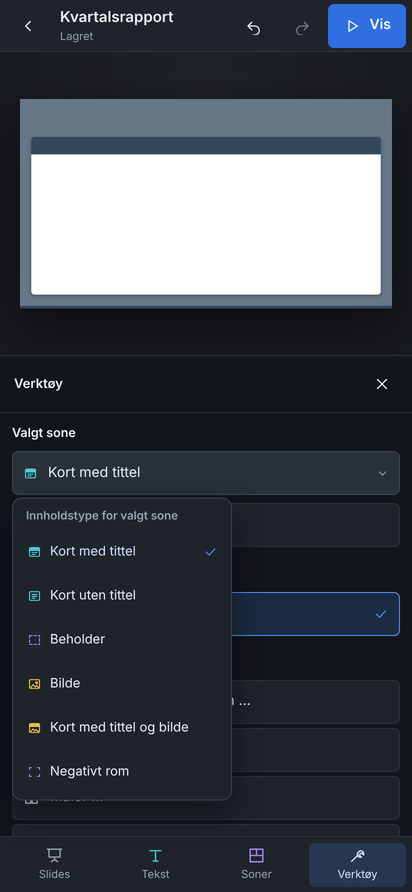 Kvartalsrapport
Lagret
Vis
Verktøy
Valgt sone
Kort med tittel
Innholdstype for valgt sone
Kort med tittel
Kort uten tittel
Beholder
Bilde
Kort med tittel og bilde
Negativt rom
Slides
Tekst
Soner
Verktøy